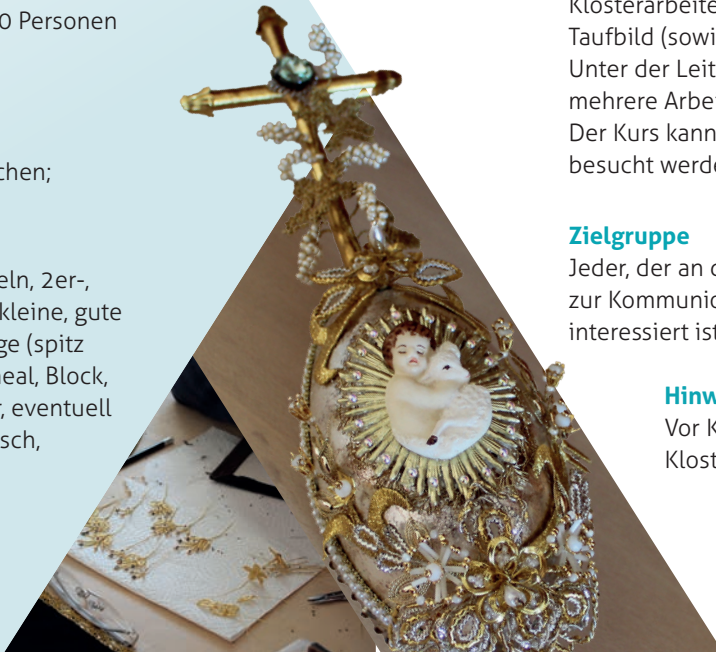 0 Personen
chen;
eln, 2er-,
kleine, gute
ge (spitz
eal, Block,
, eventuell
sch,
Klosterarbeite
Taufbild (sowi
Unter der Leit
mehrere Arbe
Der Kurs kann
besucht werde
Zielgruppe
Jeder, der an d
zur Kommunio
interessiert ist
Hinw
Vor K
Klost